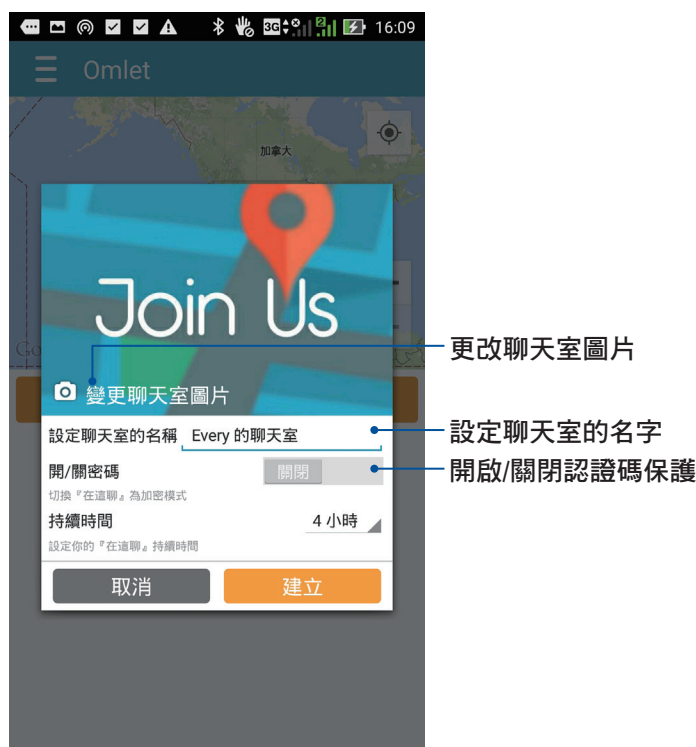 3G 2 16:09
Omlet
加拿大
Join Us
Go
變更聊天室圖片
更改聊天室圖片
設定聊天室的名稱 Every 的聊天室
設定聊天室的名字
開/關密碼 關閉
開啟/關閉認證碼保護
切換『在這聊』為加密模式
持續時間 4 小時
設定你的『在這聊』持續時間
取消 建立